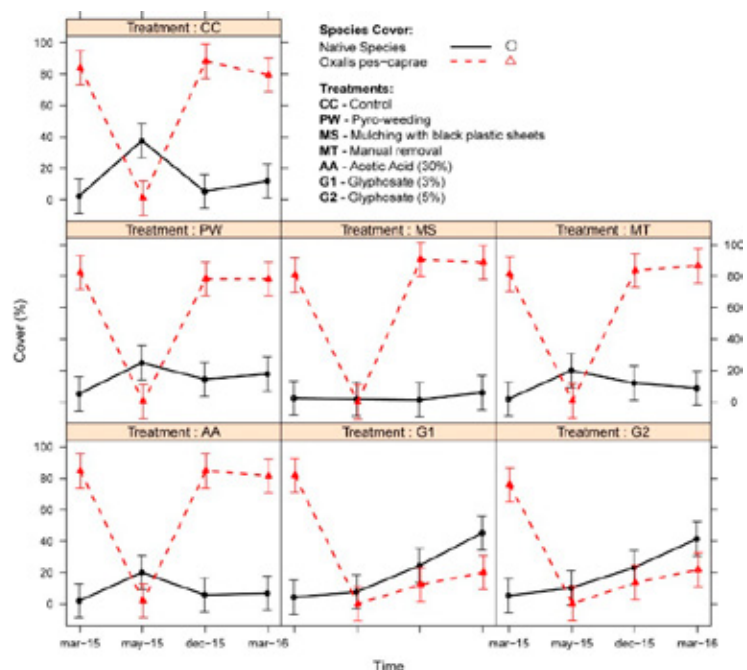 Treatment : CC
100
80
60
40
20
0
Species Cover:
Native Species
Oxalis pes-caprae
Treatments:
CC - Control
PW - Pyro-weeding
MS - Mulching with black plastic sheets
MT - Manual removal
AA - Acetic Acid (30%)
G1 - Glyphosate (3%)
G2 - Glyphosate (5%)
Treatment : PW
Treatment : MS
Treatment : MT
100
80
60
40
20
0
Cover (%)
Treatment : AA
Treatment : G1
Treatment : G2
100
80
60
40
20
0
mar-15 may-15 dec-15 mar-16
mar-15 may-15 dec-15 mar-16
Time